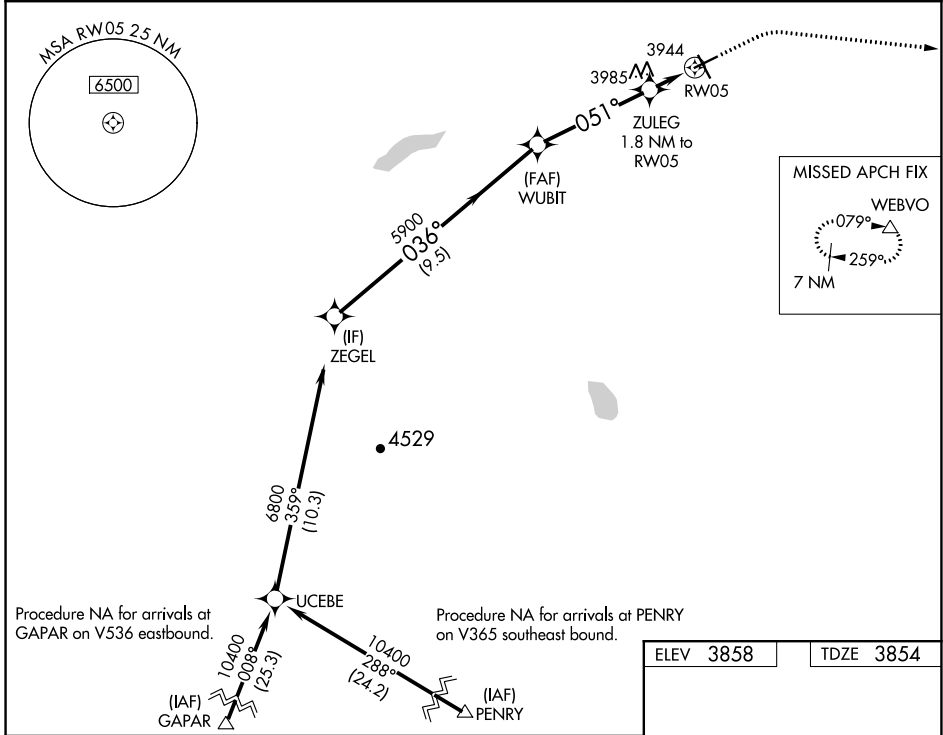 MSA RW05 25 NM
6500
3944
3985
RW05
051°
ZULEG
1.8 NM to
RW05
(FAF)
WUBIT
5900
036°
(9.5)
MISSED APCH FIX
WEBVO
079°
259°
7 NM
(IF)
ZEGEL
4529
6800
359°
(10.3)
UCEBE
Procedure NA for arrivals at
GAPAR on V536 eastbound.
Procedure NA for arrivals at PENRY
on V365 southeast bound.
10400
008°
(25.3)
10400
288°
(24.2)
(IAF)
GAPAR
(IAF)
PENRY
ELEV 3858
TDZE 3854